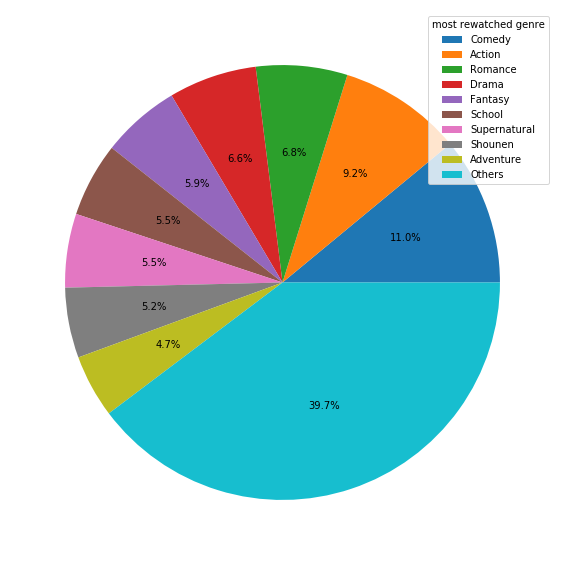 most rewatched genre
Comedy
Action
Romance
Drama
Fantasy
School
Supernatural
Shounen
Adventure
Others
11.0%
9.2%
6.8%
6.6%
5.9%
5.5%
5.5%
5.2%
4.7%
39.7%